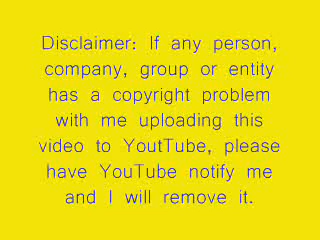 Disclaimer: If any person,
company, group or entity
has a copyright problem
with me uploading this
video to YoutTube, please
have YouTube notify me
and I will remove it.